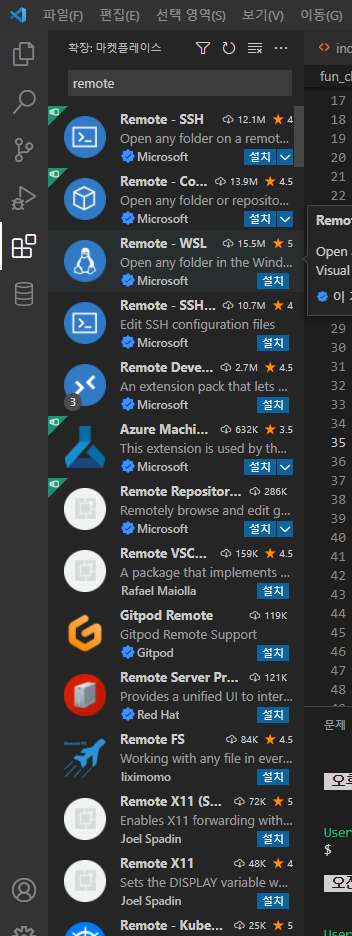 파일(F) 편집(E) 선택 영역(S) 보기(V) 이동(G)
확장: 마켓플레이스
remote
Remote - SSH 12.1M ★ 4
Open any folder on a remot...
Microsoft 설치
Remote - Co... 13.9M ★ 4.5
Open any folder or reposito...
Microsoft 설치
Remote - WSL 15.5M ★ 5
Open any folder in the Wind...
Microsoft 설치
Remote - SSH... 10.7M ★ 4
Edit SSH configuration files
Microsoft 설치
Remote Deve... 2.7M ★ 4.5
An extension pack that lets ...
3
Microsoft 설치
Azure Machi... 632K ★ 3.5
This extension is used by th...
Microsoft 설치
Remote Repositor... 286K
Remotely browse and edit g...
Microsoft 설치
Remote VSC... 159K ★ 4.5
A package that implements ...
Rafael Maiolla 설치
Gitpod Remote 119K
Gitpod Remote Support
Gitpod 설치
Remote Server Pr... 121K
Provides a unified UI to inter...
Red Hat 설치
Remote FS 84K ★ 4.5
Working with any file in ever...
liximomo 설치
Remote X11 (S... 72K ★ 5
Enables X11 forwarding with...
Joel Spadin 설치
Remote X11 48K ★ 4
Sets the DISPLAY variable w...
Joel Spadin 설치
Remote - Kube... 25K ★ 5
<> ind
fun_cl
17
18
19
20
21
22
Remo
Open
Visual
이
29
30
31
32
33
34
35
36
37
38
39
40
41
42
43
44
45
46
47
48
문제
오후
User
$
오전
User